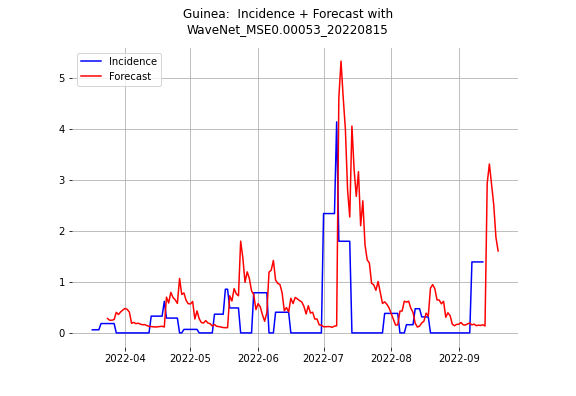 Guinea:  Incidence + Forecast with
WaveNet_MSE0.00053_20220815
Incidence
Forecast
5
4
3
2
1
0
2022-04 2022-05 2022-06 2022-07 2022-08 2022-09